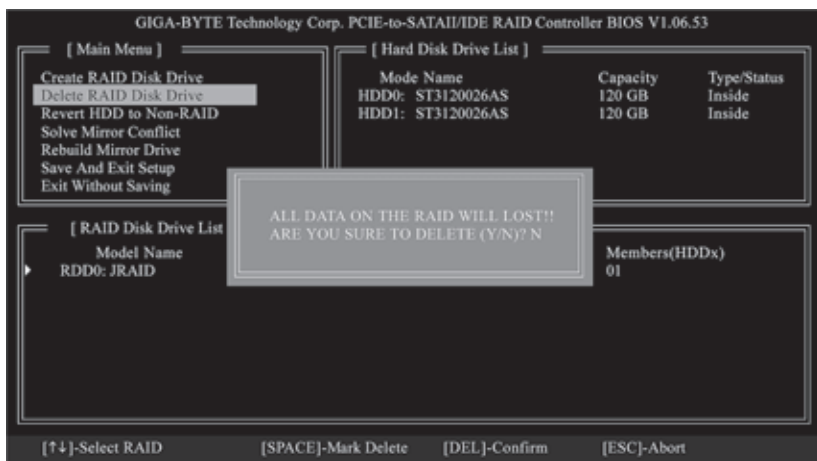 GIGA-BYTE Technology Corp. PCIE-to-SATAII/IDE RAID Controller BIOS V1.06.53
[ Main Menu ]
Create RAID Disk Drive
Delete RAID Disk Drive
Revert HDD to Non-RAID
Solve Mirror Conflict
Rebuild Mirror Drive
Save And Exit Setup
Exit Without Saving
[ Hard Disk Drive List ]
Mode Name Capacity Type/Status
HDD0: ST3120026AS 120 GB Inside
HDD1: ST3120026AS 120 GB Inside
ALL DATA ON THE RAID WILL LOST!!
ARE YOU SURE TO DELETE (Y/N)? N
[ RAID Disk Drive List
Model Name Members(HDDx)
RDD0: JRAID 01
[↑↓]-Select RAID [SPACE]-Mark Delete [DEL]-Confirm [ESC]-Abort